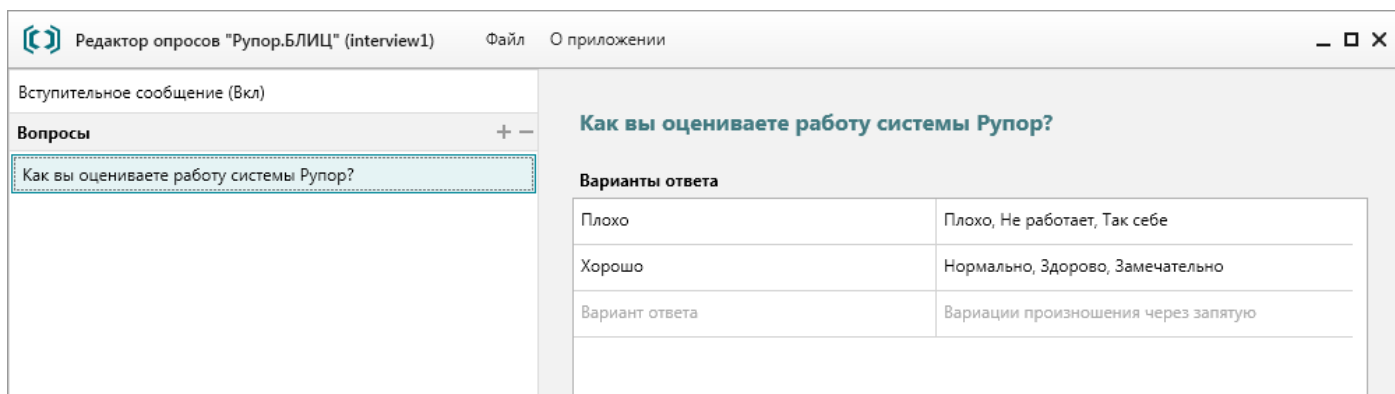 Редактор опросов "Рупор.БЛИЦ" (interview1) Файл О приложении
Вступительное сообщение (Вкл)
Вопросы
Как вы оцениваете работу системы Рупор?
Как вы оцениваете работу системы Рупор?
Варианты ответа
Плохо Плохо, Не работает, Так себе
Хорошо Нормально, Здорово, Замечательно
Вариант ответа Вариации произношения через запятую